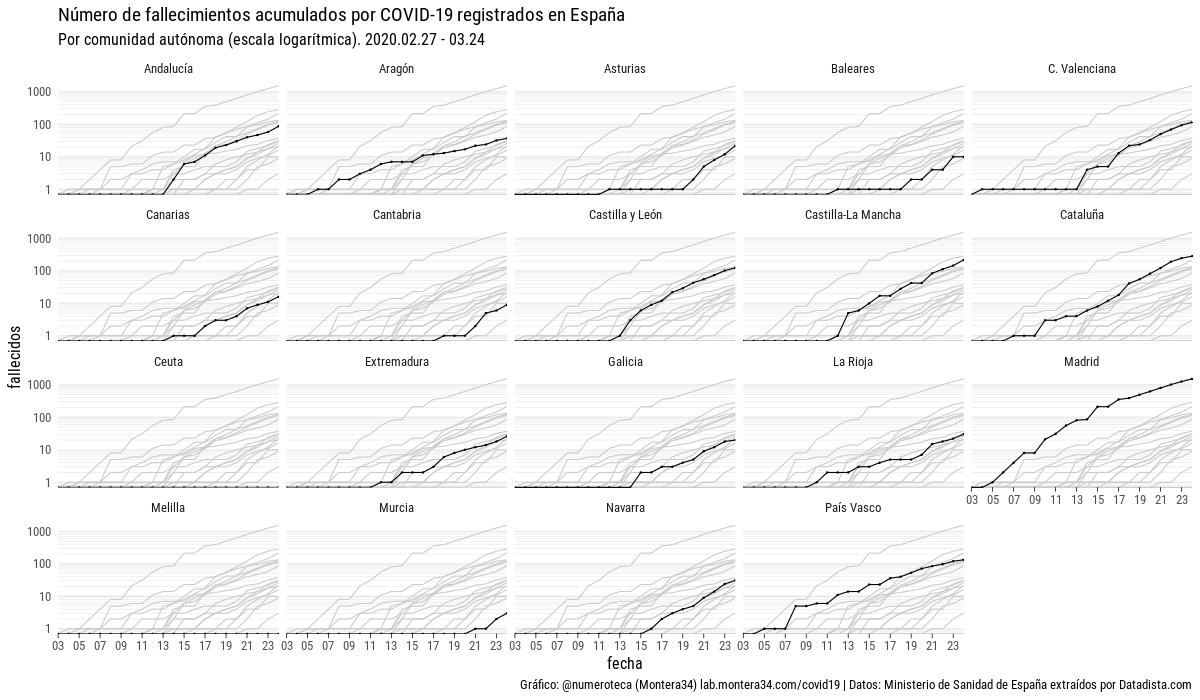 Número de fallecimientos acumulados por COVID-19 registrados en España
Por comunidad autónoma (escala logarítmica). 2020.02.27 - 03.24
Andalucía Aragón Asturias Baleares C. Valenciana
1000
100
10
1
Canarias Cantabria Castilla y León Castilla-La Mancha Cataluña
1000
100
10
1
fallecidos
Ceuta Extremadura Galicia La Rioja Madrid
1000
100
10
1
03 05 07 09 11 13 15 17 19 21 23
Melilla Murcia Navarra País Vasco
1000
100
10
1
03 05 07 09 11 13 15 17 19 21 23 03 05 07 09 11 13 15 17 19 21 23 03 05 07 09 11 13 15 17 19 21 23 03 05 07 09 11 13 15 17 19 21 23
fecha
Gráfico: @numeroteca (Montera34) lab.montera34.com/covid19 | Datos: Ministerio de Sanidad de España extraídos por Datadista.com